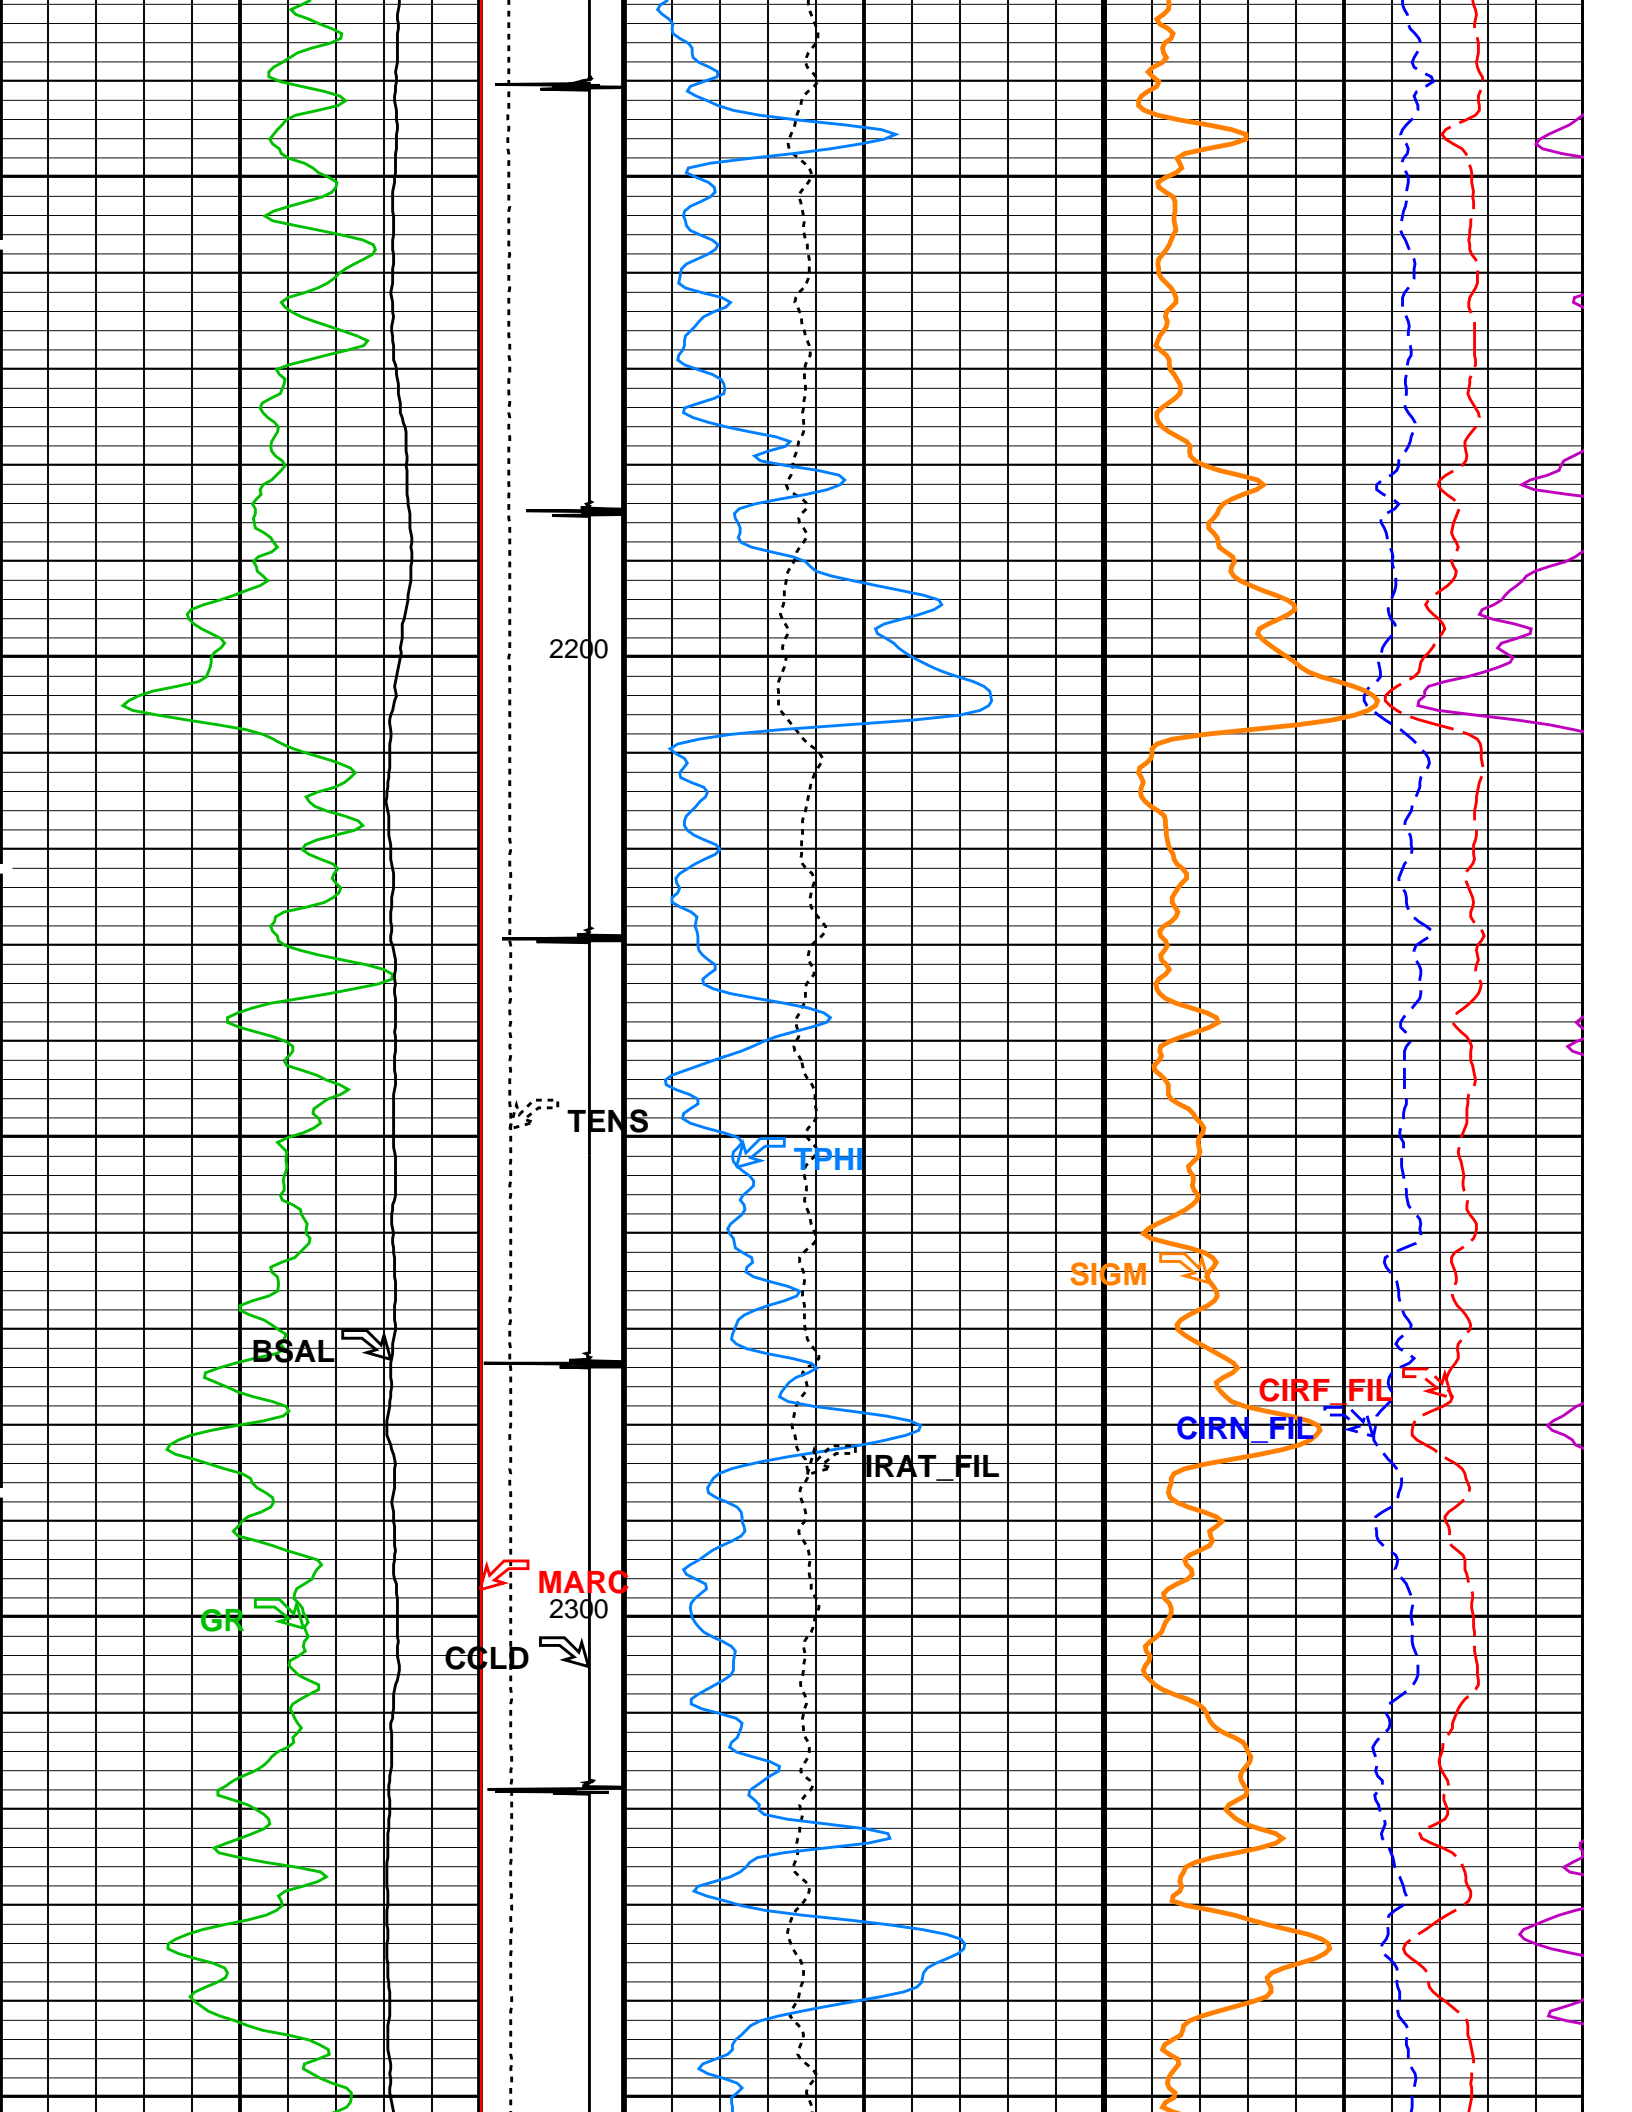 2200
TENS
TPHI
SIGM
BSAL
CIRF_FIL
CIRN_FIL
IRAT_FIL
MARC
2300
GR
CCLD